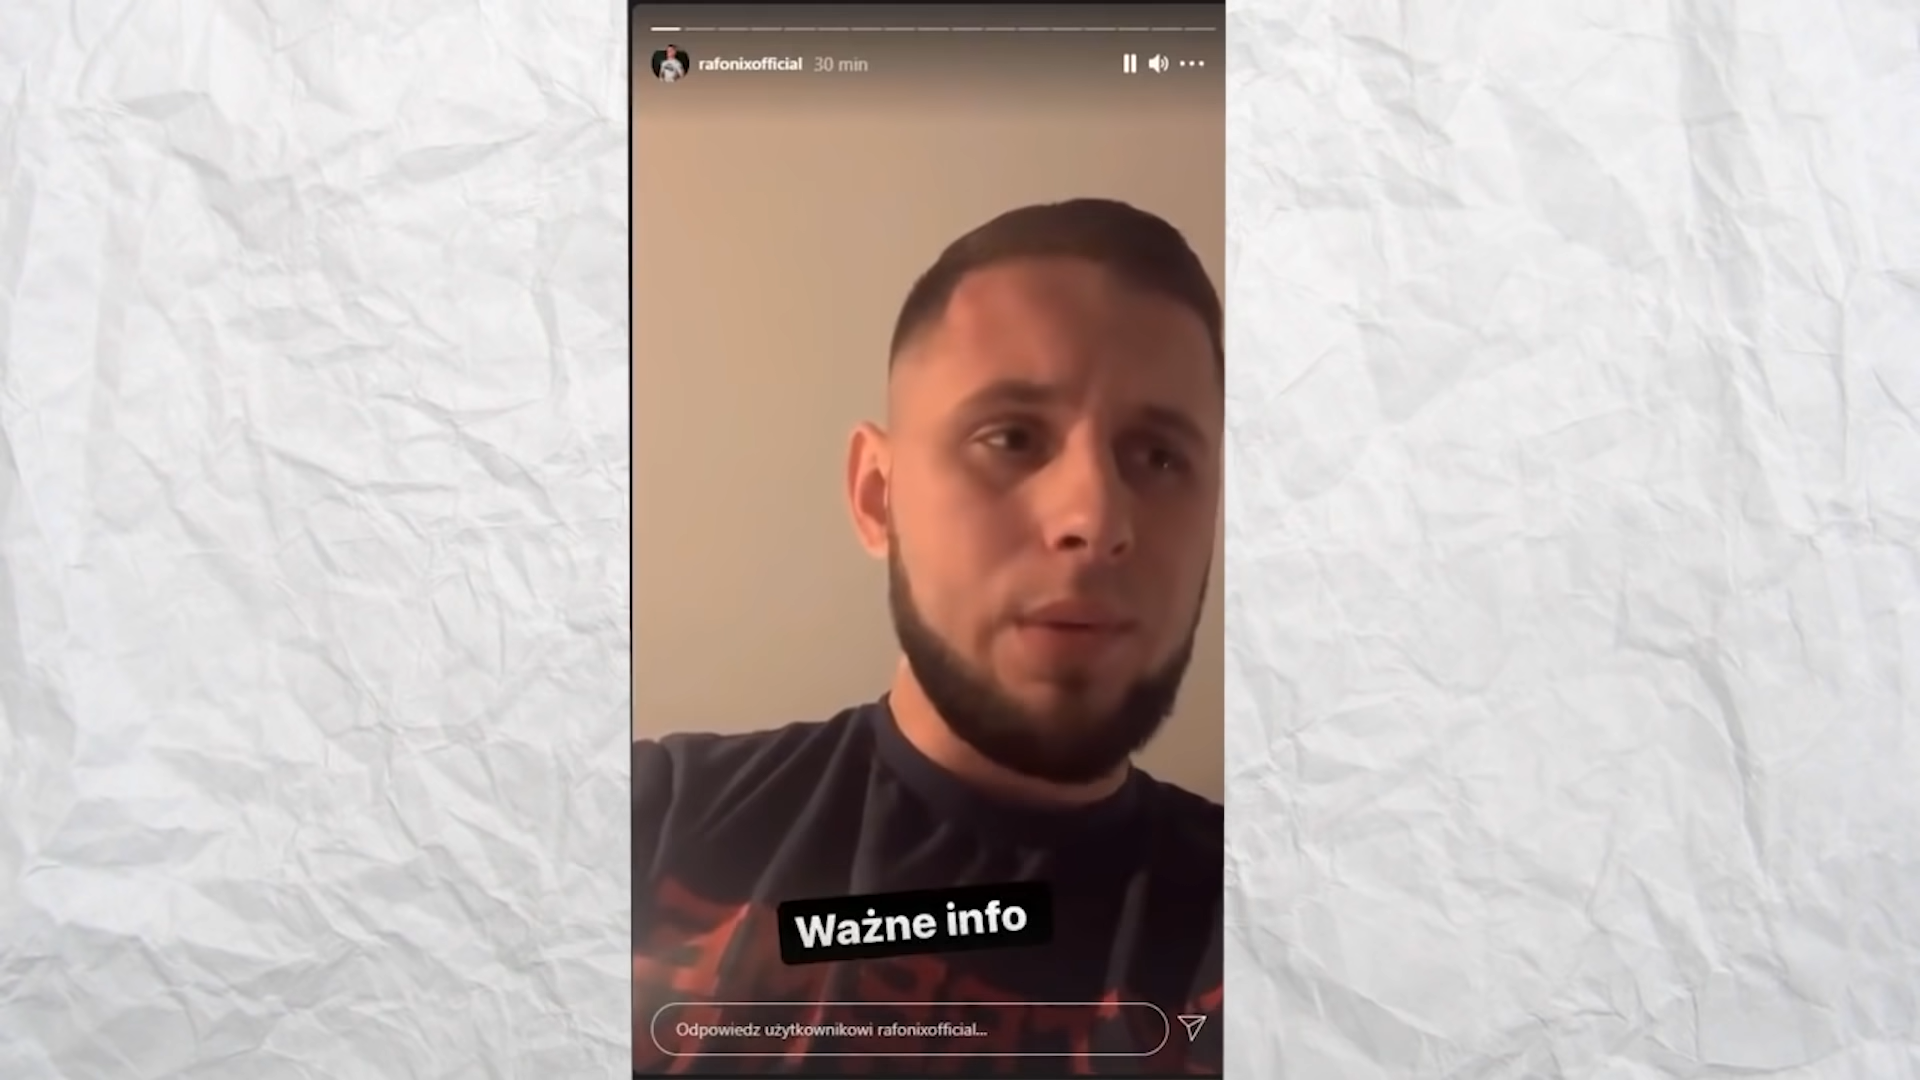 rafonixofficial 30 min
Ważne info
Odpowiedz użytkownikowi rafonixofficial...